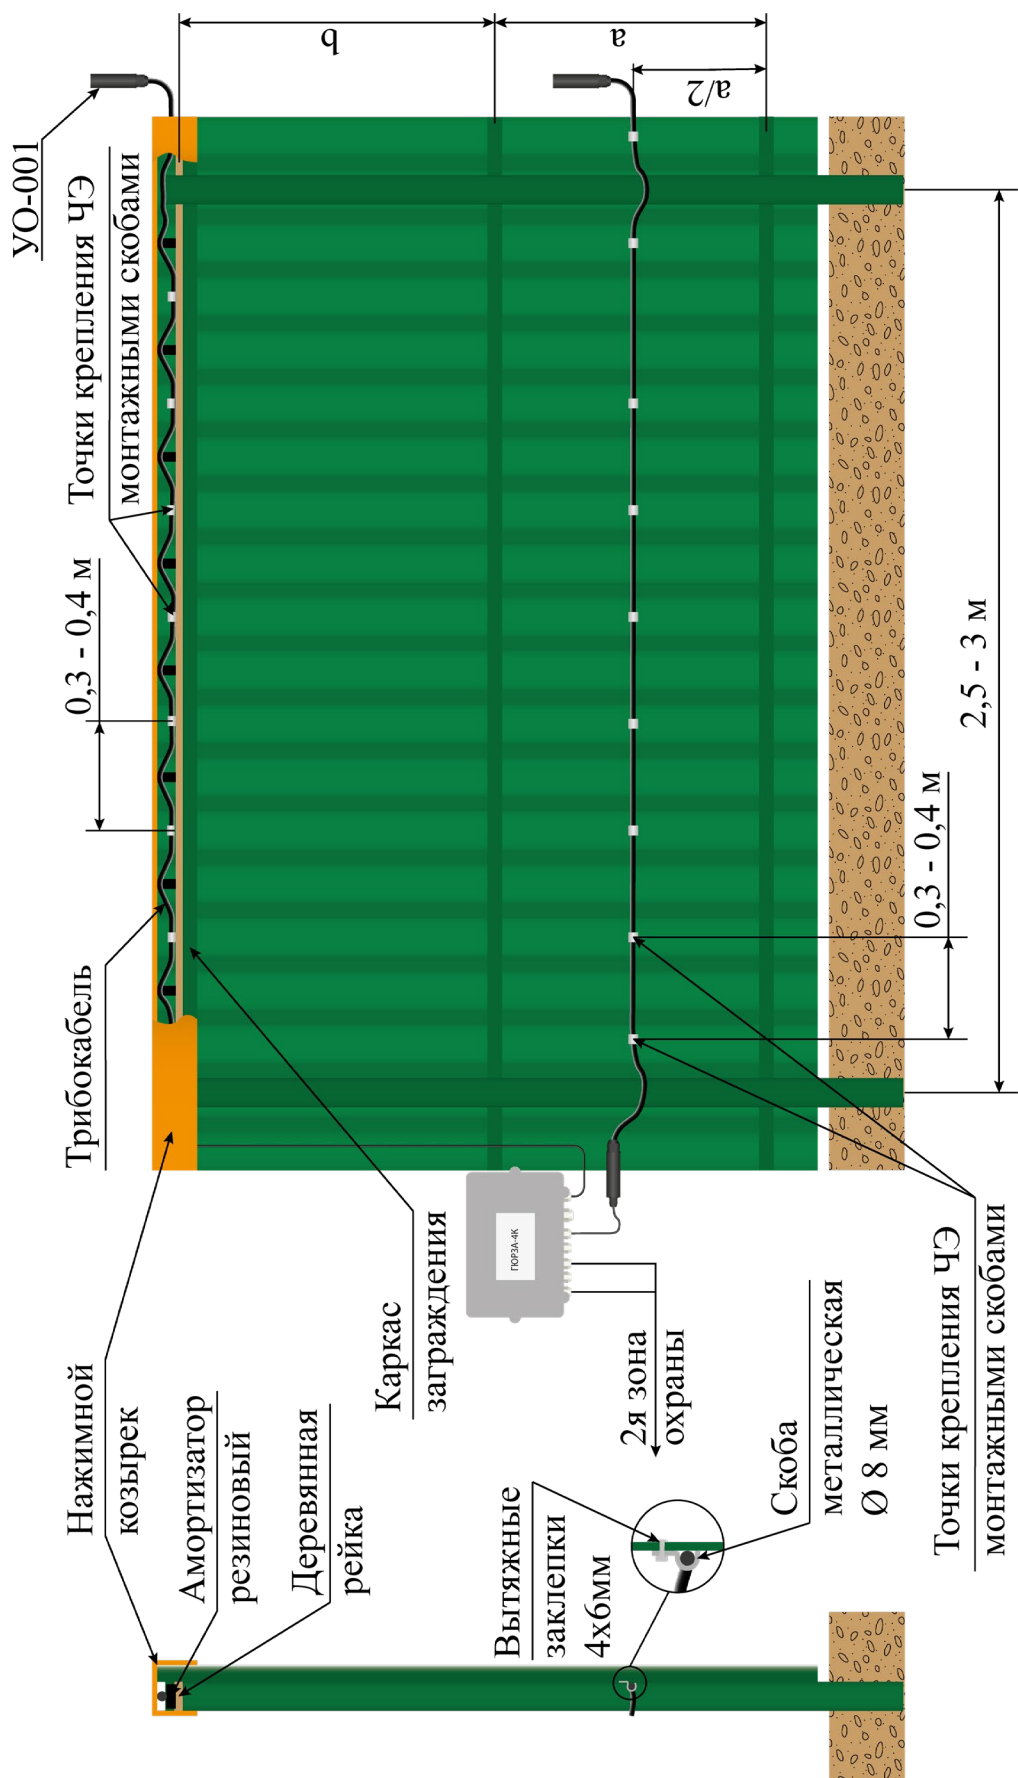 Нажимной
козырек
Амортизатор
резиновый
Деревянная
рейка
Вытяжные
заклепки
4х6мм
Скоба
металлическая
Ø 8 мм
Точки крепления ЧЭ
монтажными скобами
2я зона
охраны
Каркас
заграждения
ГЮРЗА-4К
Трибокабель
0,3 - 0,4 м
Точки крепления ЧЭ
монтажными скобами
УО-001
b
a
a/2
0,3 - 0,4 м
2,5 - 3 м